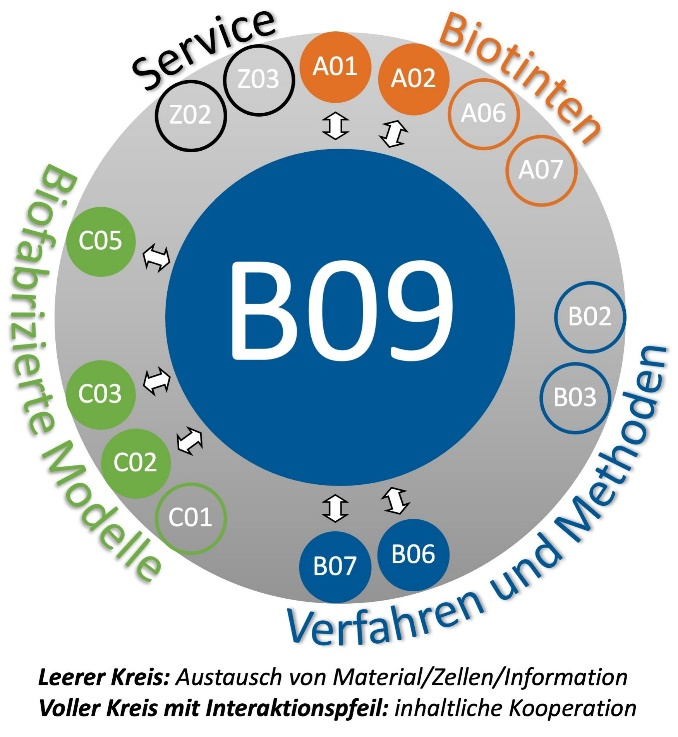 Service
Z02
Z03
A01
A02
Biotinten
A06
A07
Biofabrizierte Modelle
C05
C03
C02
C01
B09
B02
B03
Verfahren und Methoden
B07
B06
Leerer Kreis: Austausch von Material/Zellen/Information
Voller Kreis mit Interaktionspfeil: inhaltliche Kooperation